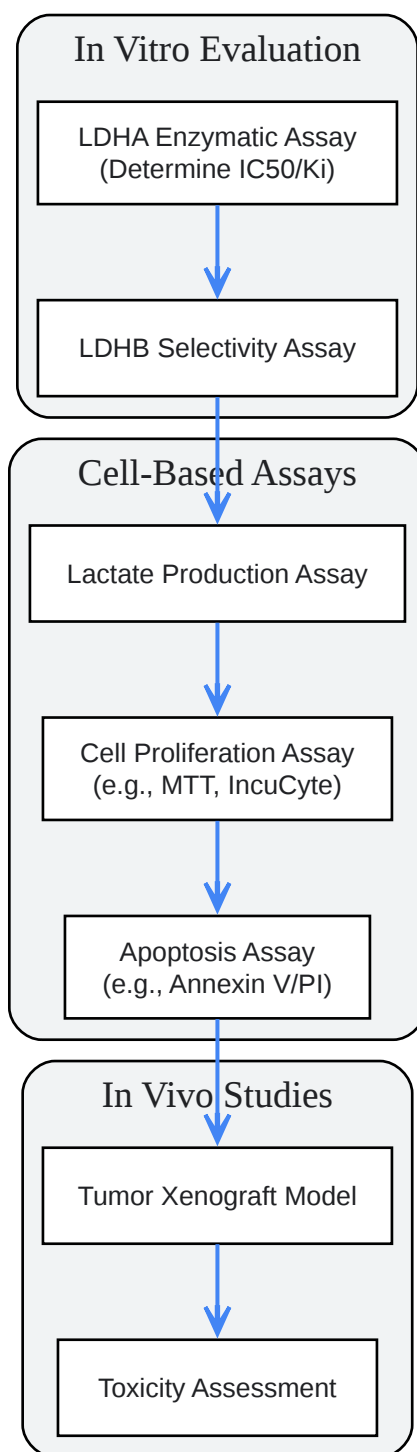 In Vitro Evaluation
LDHA Enzymatic Assay
(Determine IC50/Ki)
LDHB Selectivity Assay
Cell-Based Assays
Lactate Production Assay
Cell Proliferation Assay
(e.g., MTT, IncuCyte)
Apoptosis Assay
(e.g., Annexin V/PI)
In Vivo Studies
Tumor Xenograft Model
Toxicity Assessment